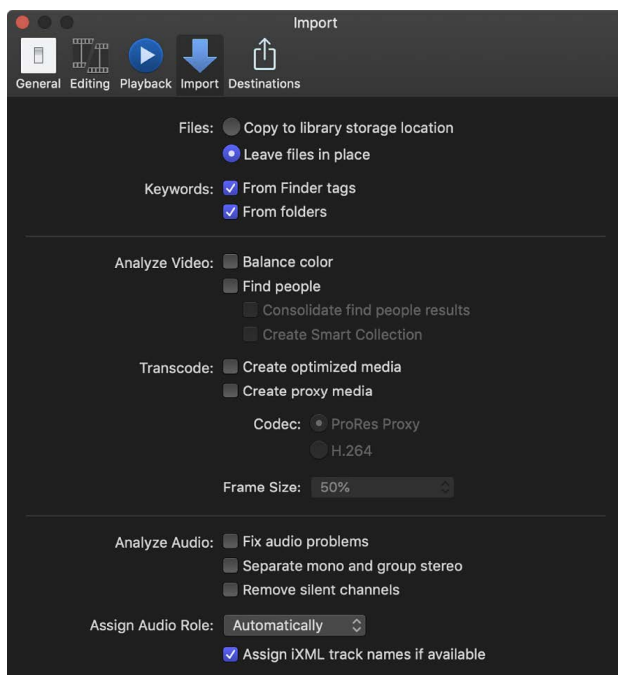 Import
General Editing Playback Import Destinations
Files: Copy to library storage location
Leave files in place
Keywords: From Finder tags
From folders
Analyze Video: Balance color
Find people
Consolidate find people results
Create Smart Collection
Transcode: Create optimized media
Create proxy media
Codec: ProRes Proxy
H.264
Frame Size: 50%
Analyze Audio: Fix audio problems
Separate mono and group stereo
Remove silent channels
Assign Audio Role: Automatically
Assign iXML track names if available